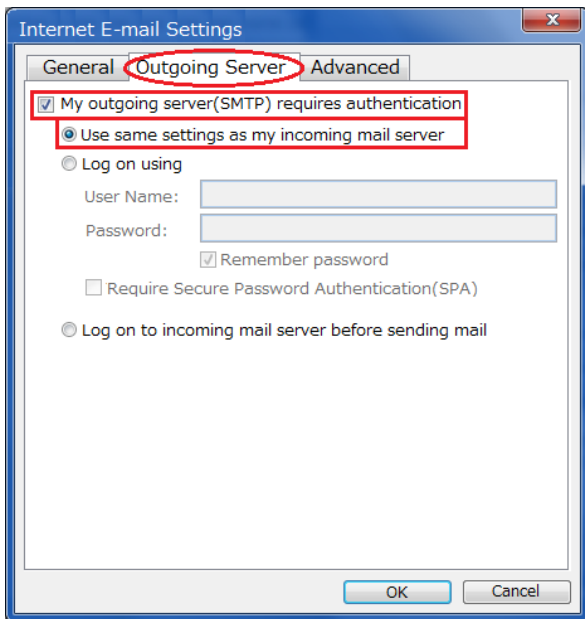 Internet E-mail Settings
General Outgoing Server Advanced
My outgoing server(SMTP) requires authentication
Use same settings as my incoming mail server
Log on using
User Name:
Password:
Remember password
Require Secure Password Authentication(SPA)
Log on to incoming mail server before sending mail
OK Cancel